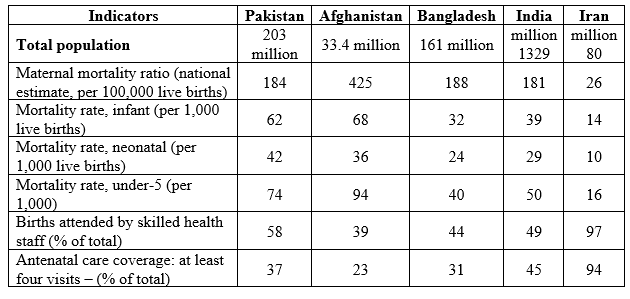 Indicators Pakistan Afghanistan Bangladesh India Iran
Total population 203 million 33.4 million 161 million million 1329 million 80
Maternal mortality ratio (national estimate, per 100,000 live births) 184 425 188 181 26
Mortality rate, infant (per 1,000 live births) 62 68 32 39 14
Mortality rate, neonatal (per 1,000 live births) 42 36 24 29 10
Mortality rate, under-5 (per 1,000) 74 94 40 50 16
Births attended by skilled health staff (% of total) 58 39 44 49 97
Antenatal care coverage: at least four visits – (% of total) 37 23 31 45 94